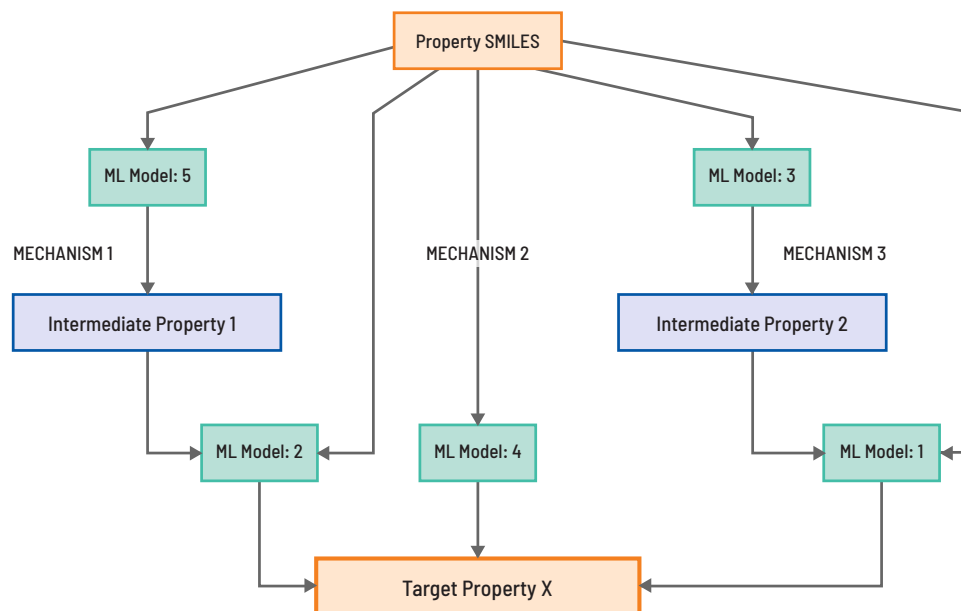 Property SMILES
ML Model: 5
ML Model: 3
MECHANISM 1
MECHANISM 2
MECHANISM 3
Intermediate Property 1
Intermediate Property 2
ML Model: 2
ML Model: 4
ML Model: 1
Target Property X